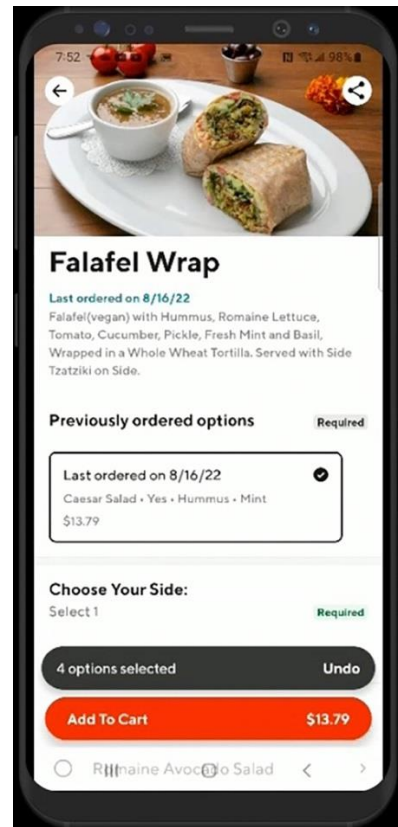 7:52 98%
Falafel Wrap
Last ordered on 8/16/22
Falafel(vegan) with Hummus, Romaine Lettuce,
Tomato, Cucumber, Pickle, Fresh Mint and Basil,
Wrapped in a Whole Wheat Tortilla. Served with Side
Tzatziki on Side.
Previously ordered options Required
Last ordered on 8/16/22
Caesar Salad • Yes • Hummus • Mint
$13.79
Choose Your Side:
Select 1 Required
4 options selected Undo
Add To Cart $13.79
Romaine Avocado Salad